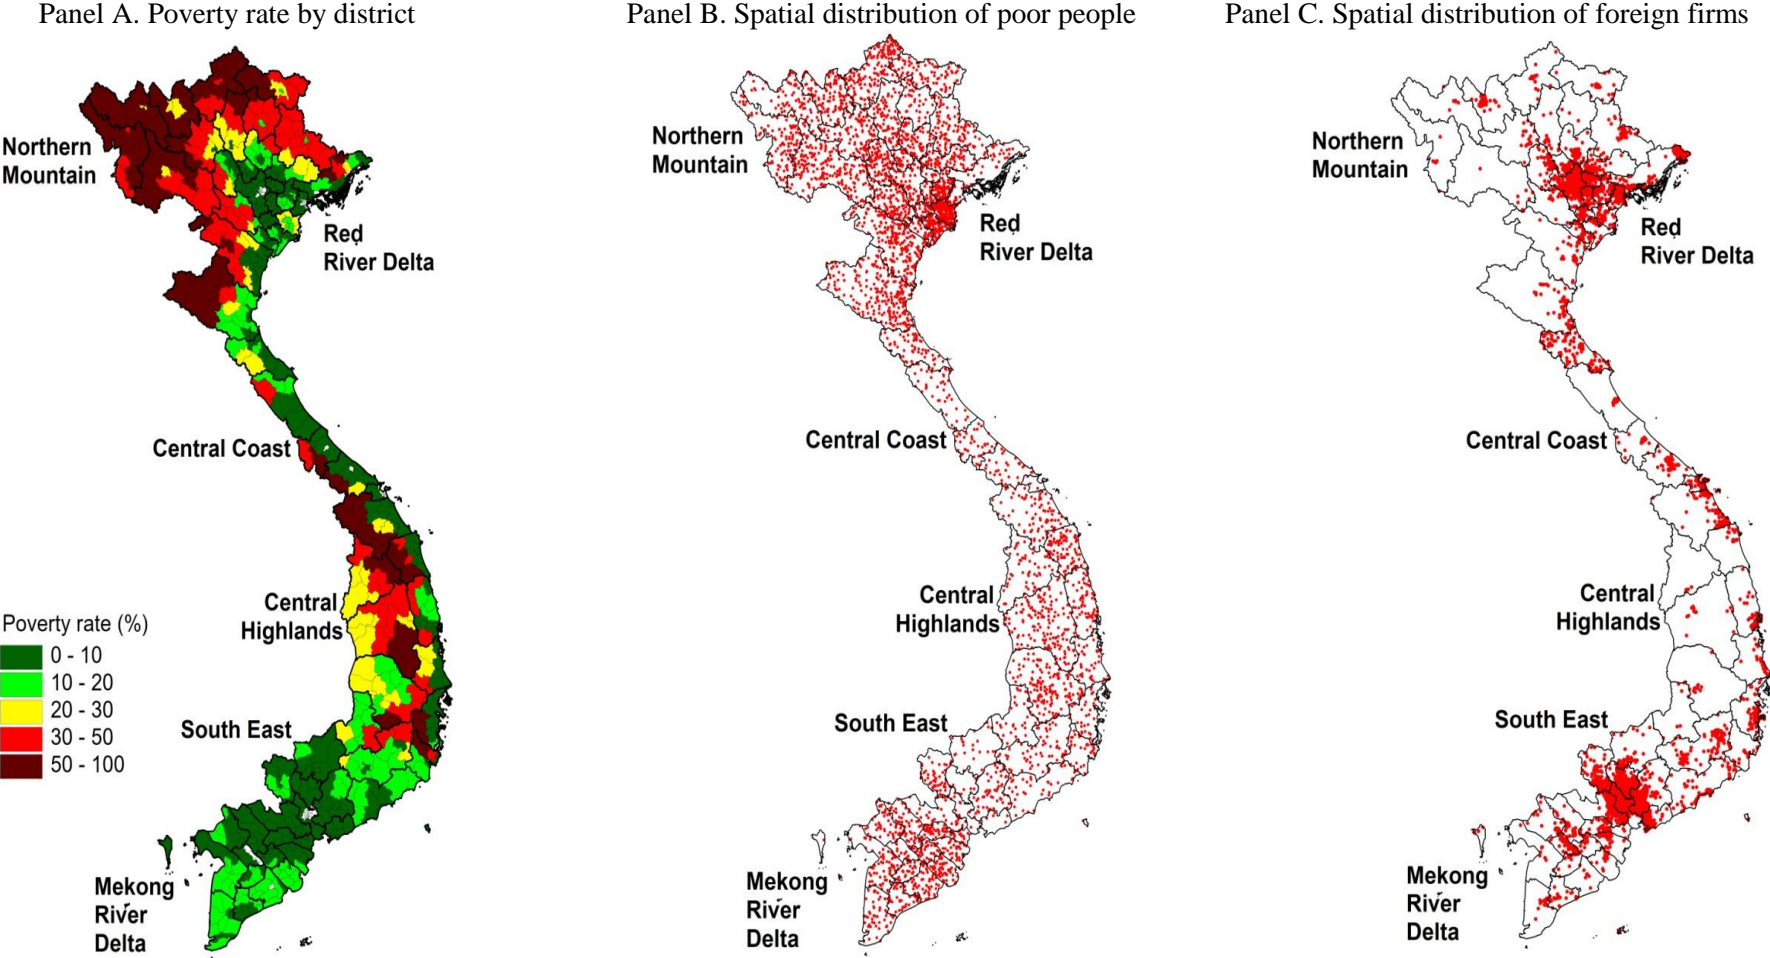 Panel A. Poverty rate by district
Northern
Mountain
Red
River Delta
Central Coast
Central
Highlands
Poverty rate (%)
0 - 10
10 - 20
20 - 30
30 - 50
50 - 100
South East
Mekong
River
Delta
Panel B. Spatial distribution of poor people
Northern
Mountain
Red
River Delta
Central Coast
Central
Highlands
South East
Mekong
River
Delta
Panel C. Spatial distribution of foreign firms
Northern
Mountain
Red
River Delta
Central Coast
Central
Highlands
South East
Mekong
River
Delta